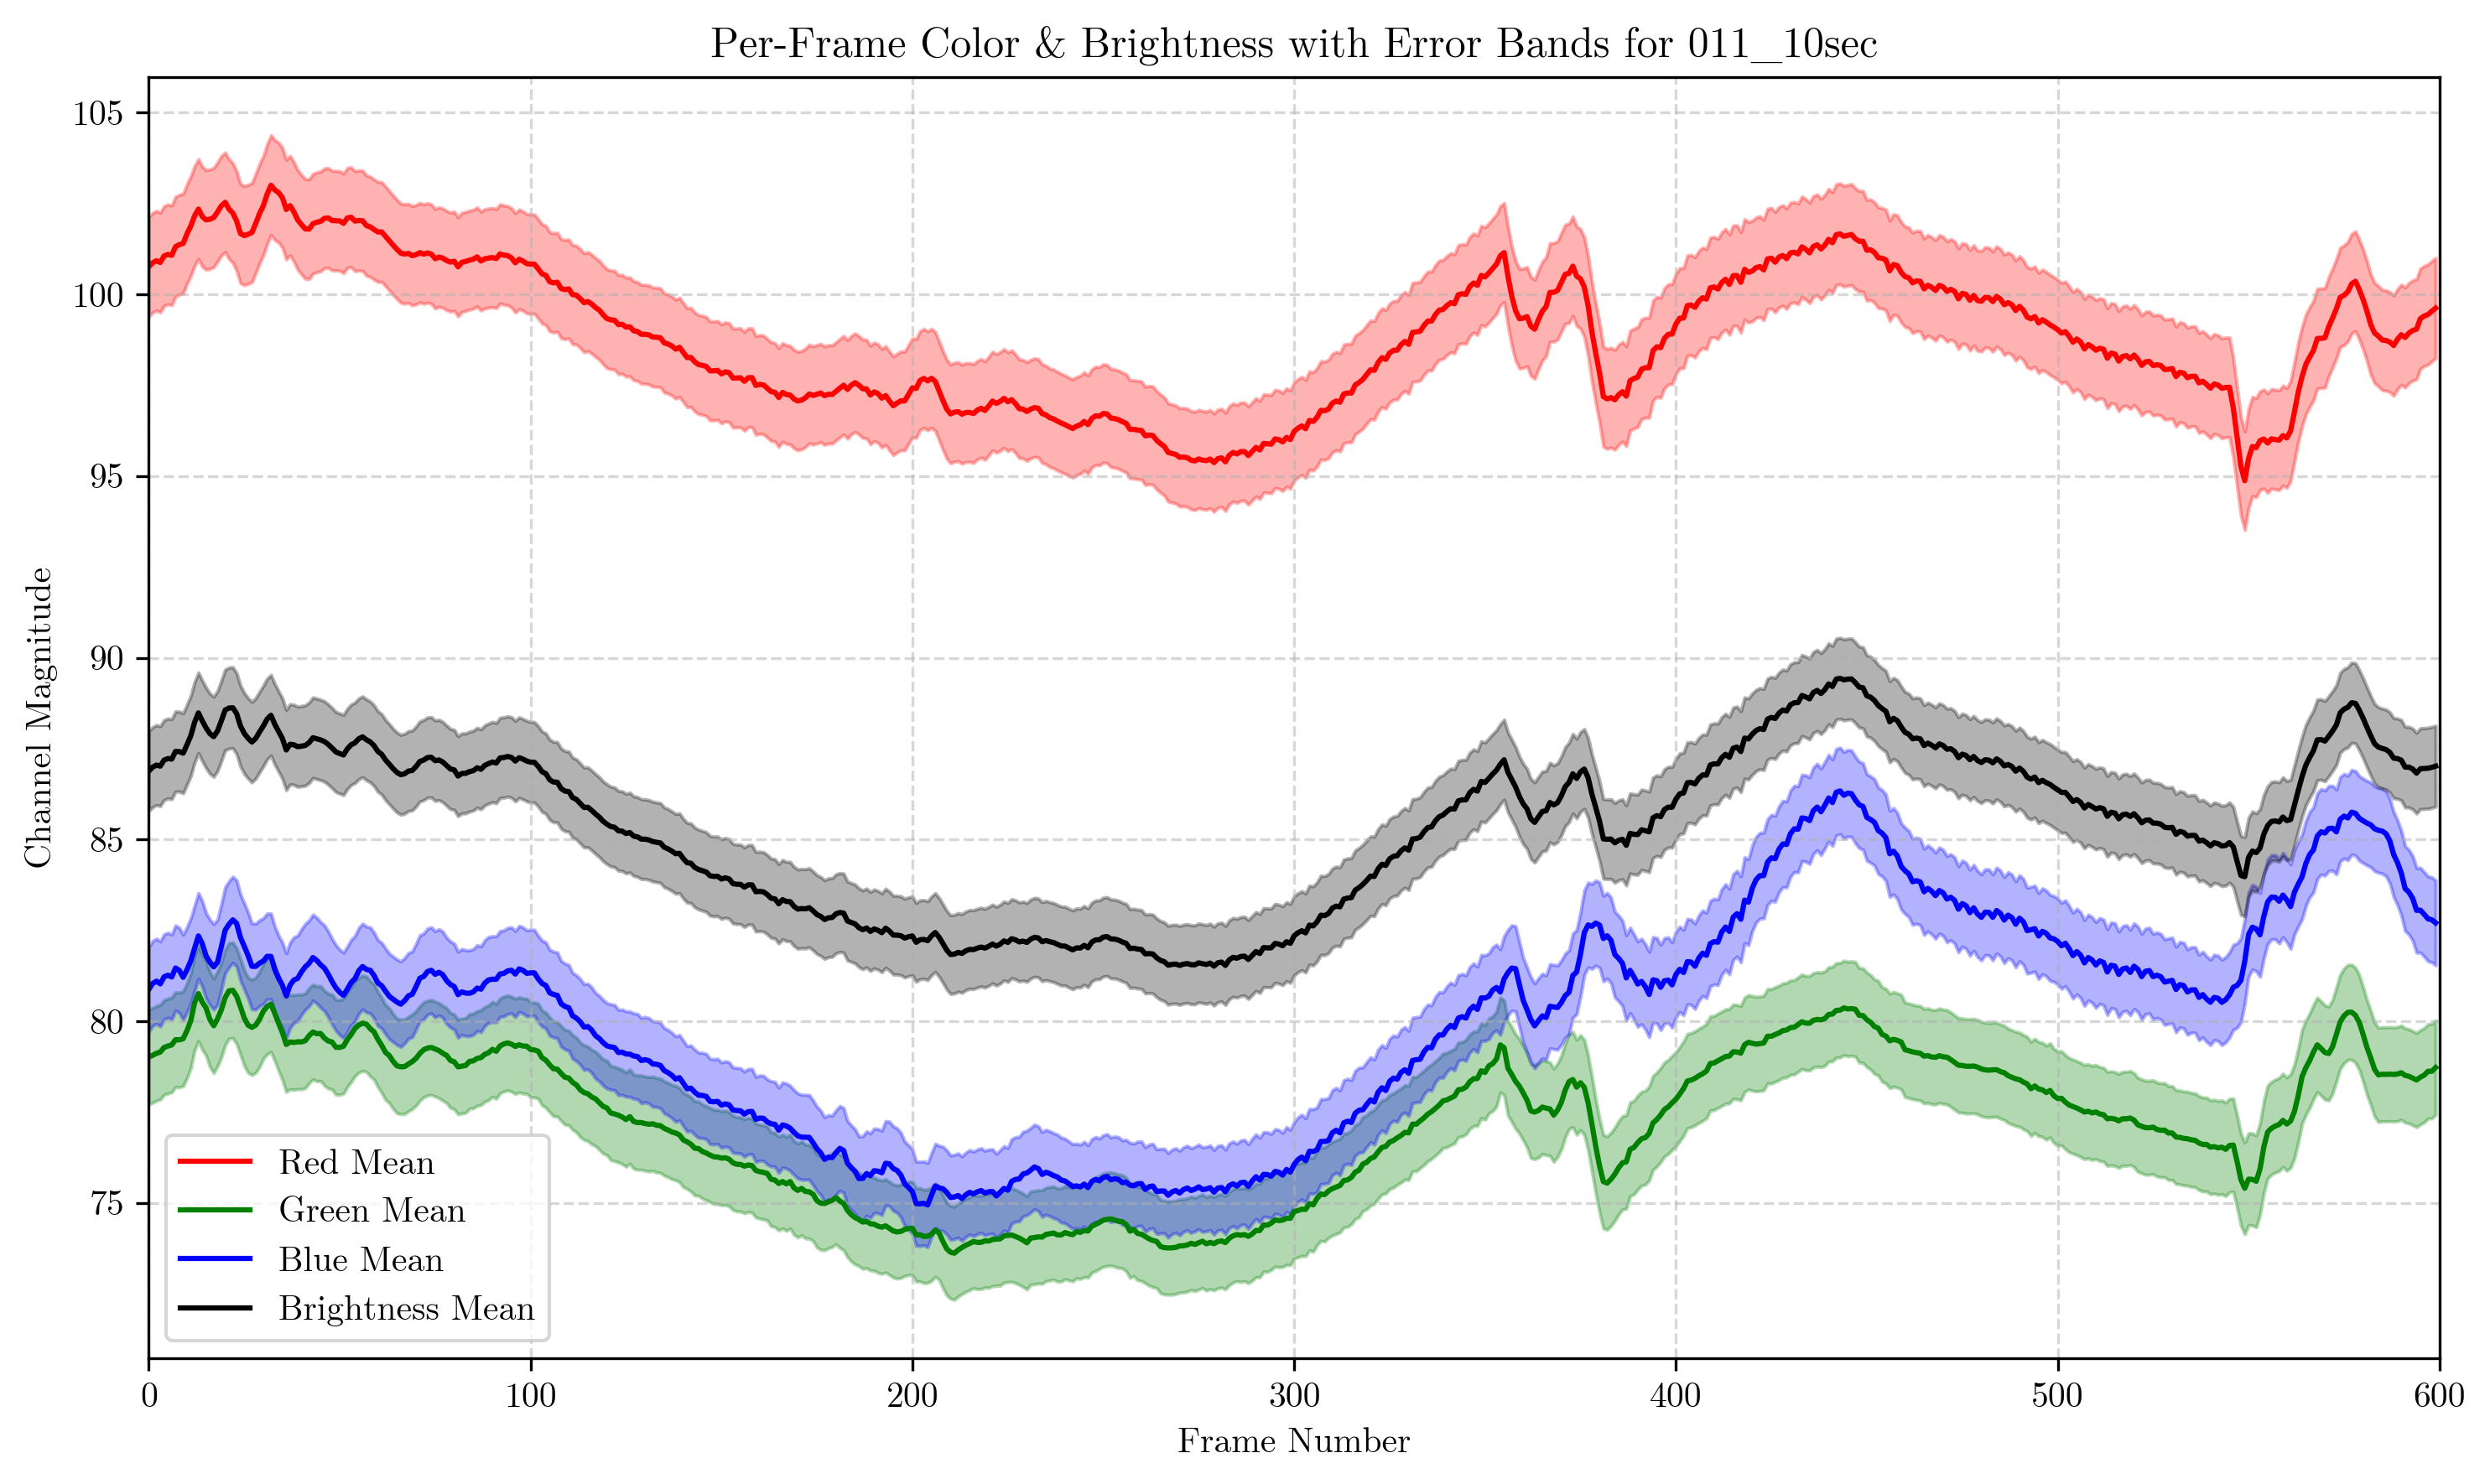 Per-Frame Color & Brightness with Error Bands for 011_10sec
Channel Magnitude
105
100
95
90
85
80
75
Red Mean
Green Mean
Blue Mean
Brightness Mean
0 100 200 300 400 500 600
Frame Number